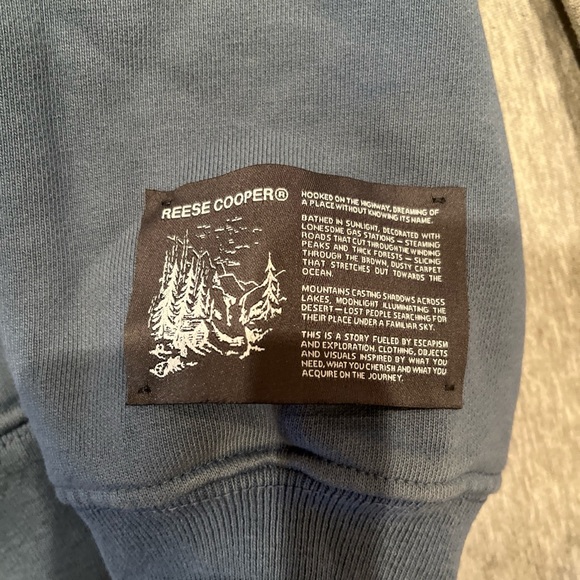 REESE COOPER®
HOOKED ON THE HIGHWAY, DREAMING OF
A PLACE WITHOUT KNOWING ITS NAME.
BATHED IN SUNLIGHT, DECORATED WITH
LONESOME GAS STATIONS — STEAMING
ROADS THAT CUT THROUGH THE WINDING
PEAKS AND THICK FORESTS — SLICING
THROUGH THE BROWN, DUSTY CARPET
THAT STRETCHES OUT TOWARDS THE
OCEAN.
MOUNTAINS CASTING SHADOWS ACROSS
LAKES, MOONLIGHT ILLUMINATING THE
DESERT — LOST PEOPLE SEARCHING FOR
THEIR PLACE UNDER A FAMILIAR SKY.
THIS IS A STORY FUELED BY ESCAPISM
AND EXPLORATION. CLOTHING, OBJECTS
AND VISUALS INSPIRED BY WHAT YOU
NEED, WHAT YOU CHERISH AND WHAT YOU
ACQUIRE ON THE JOURNEY.